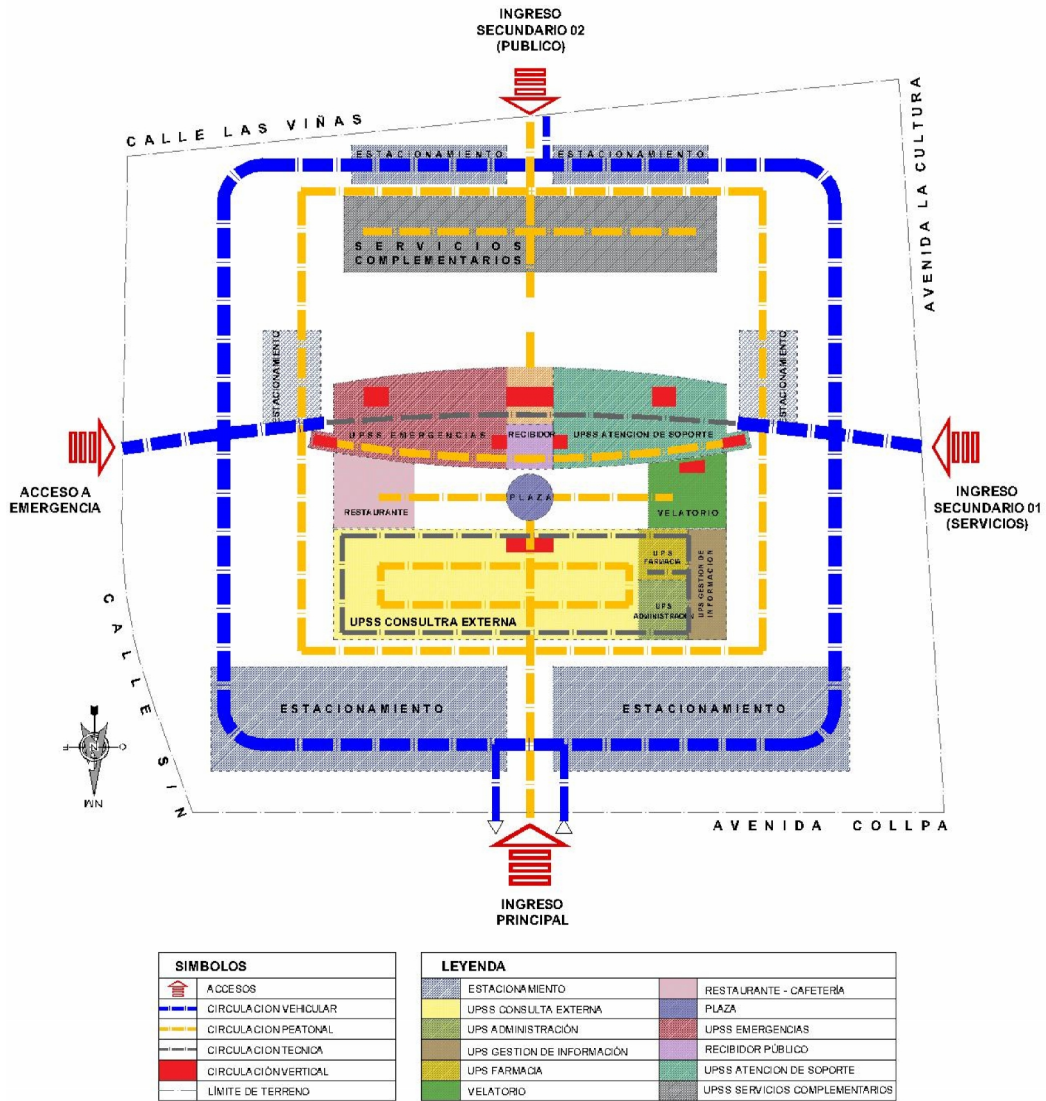 INGRESO
SECUNDARIO 02
(PUBLICO)
CALLE LAS VIÑAS
AVENIDA LA CULTURA
ESTACIONAMIENTO
ESTACIONAMIENTO
SERVICIOS
COMPLEMENTARIOS
ESTACIONAMIENTO
ESTACIONAMIENTO
UPSS EMERGENCIAS
RECIBIDOR
UPSS ATENCION DE SOPORTE
ACCESO A
EMERGENCIA
INGRESO
SECUNDARIO 01
(SERVICIOS)
PLAZA
RESTAURANTE
VELATORIO
UPS
FARMACIA
UPS GESTION DE
INFORMACION
UPS
ADMINISTRACION
UPSS CONSULTRA EXTERNA
CALLE SIN
ESTACIONAMIENTO
ESTACIONAMIENTO
NM
AVENIDA COLLPA
INGRESO
PRINCIPAL
SIMBOLOS
ACCESOS
CIRCULACION VEHICULAR
CIRCULACION PEATONAL
CIRCULACION TECNICA
CIRCULACIÓN VERTICAL
LÍMITE DE TERRENO
LEYENDA
ESTACIONAMIENTO
UPSS CONSULTA EXTERNA
UPS ADMINISTRACIÓN
UPS GESTION DE INFORMACIÓN
UPS FARMACIA
VELATORIO
RESTAURANTE - CAFETERÍA
PLAZA
UPSS EMERGENCIAS
RECIBIDOR PÚBLICO
UPSS ATENCION DE SOPORTE
UPSS SERVICIOS COMPLEMENTARIOS